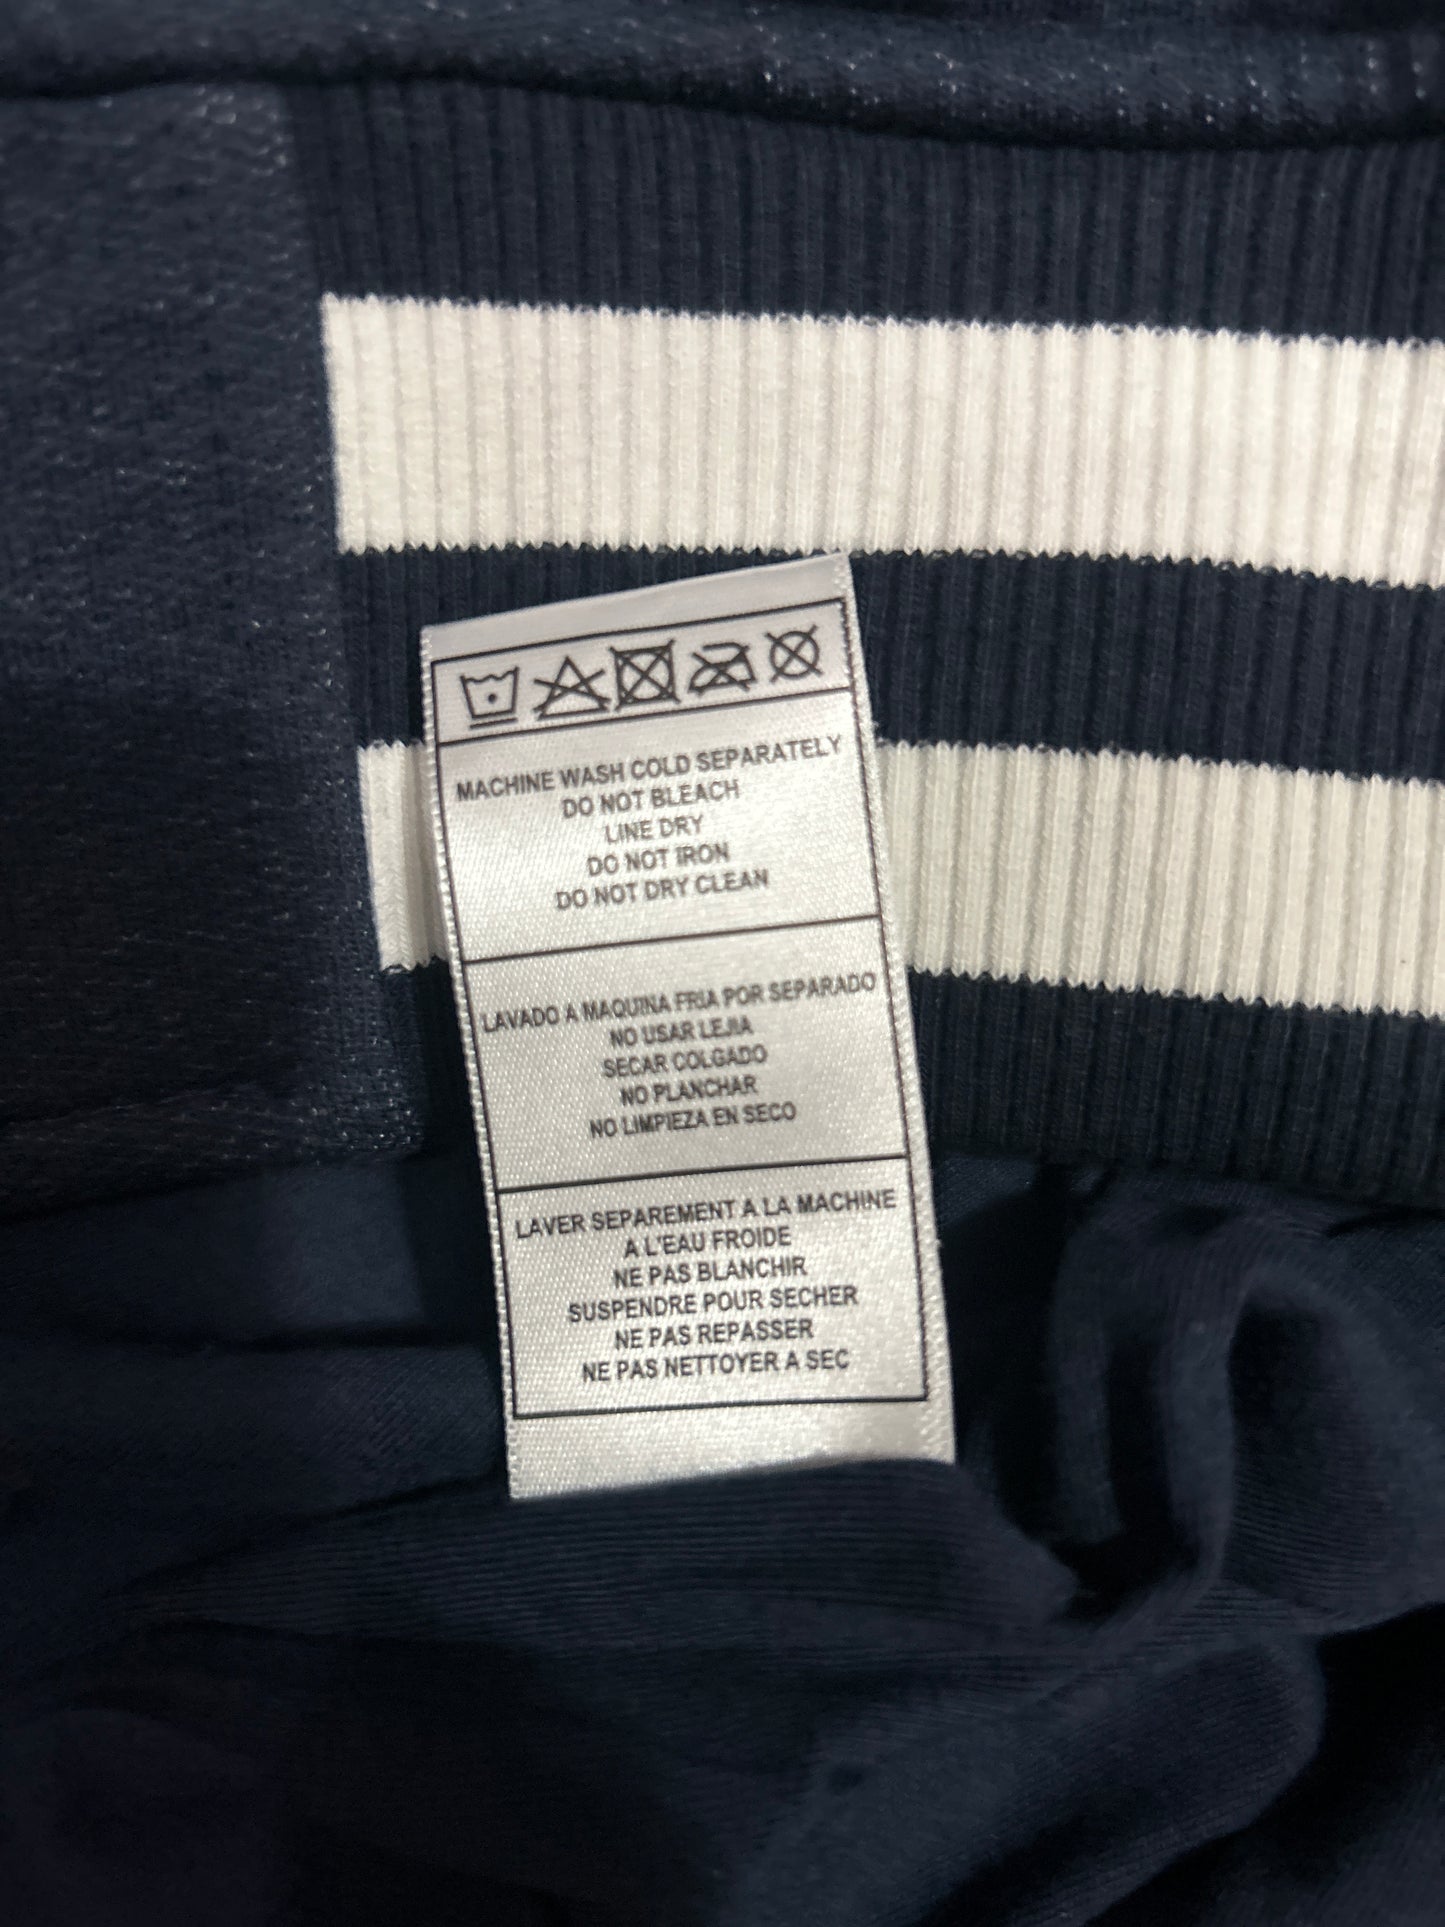 MACHINE WASH COLD SEPARATELY
DO NOT BLEACH
LINE DRY
DO NOT IRON
DO NOT DRY CLEAN
LAVADO A MAQUINA FRIA POR SEPARADO
NO USAR LEJIA
SECAR COLGADO
NO PLANCHAR
NO LIMPIEZA EN SECO
LAVER SEPAREMENT A LA MACHINE
A L'EAU FROIDE
NE PAS BLANCHIR
SUSPENDRE POUR SECHER
NE PAS REPASSER
NE PAS NETTOYER A SEC